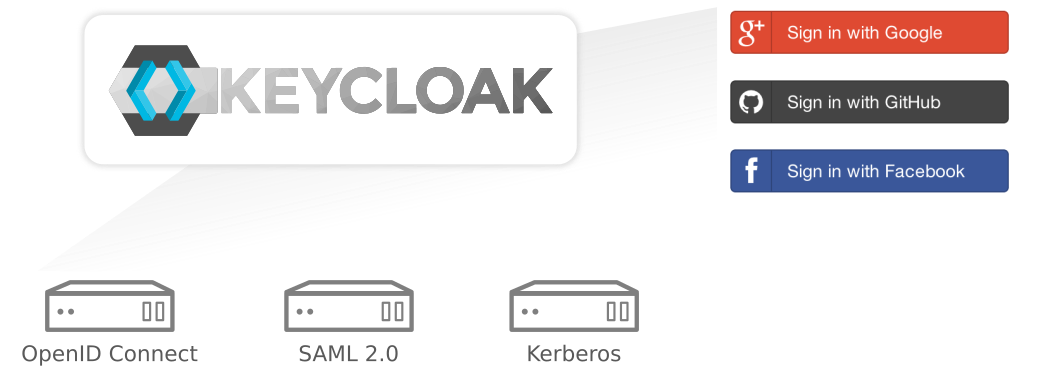 KEYCLOAK
g+ Sign in with Google
Sign in with GitHub
f Sign in with Facebook
OpenID Connect
SAML 2.0
Kerberos